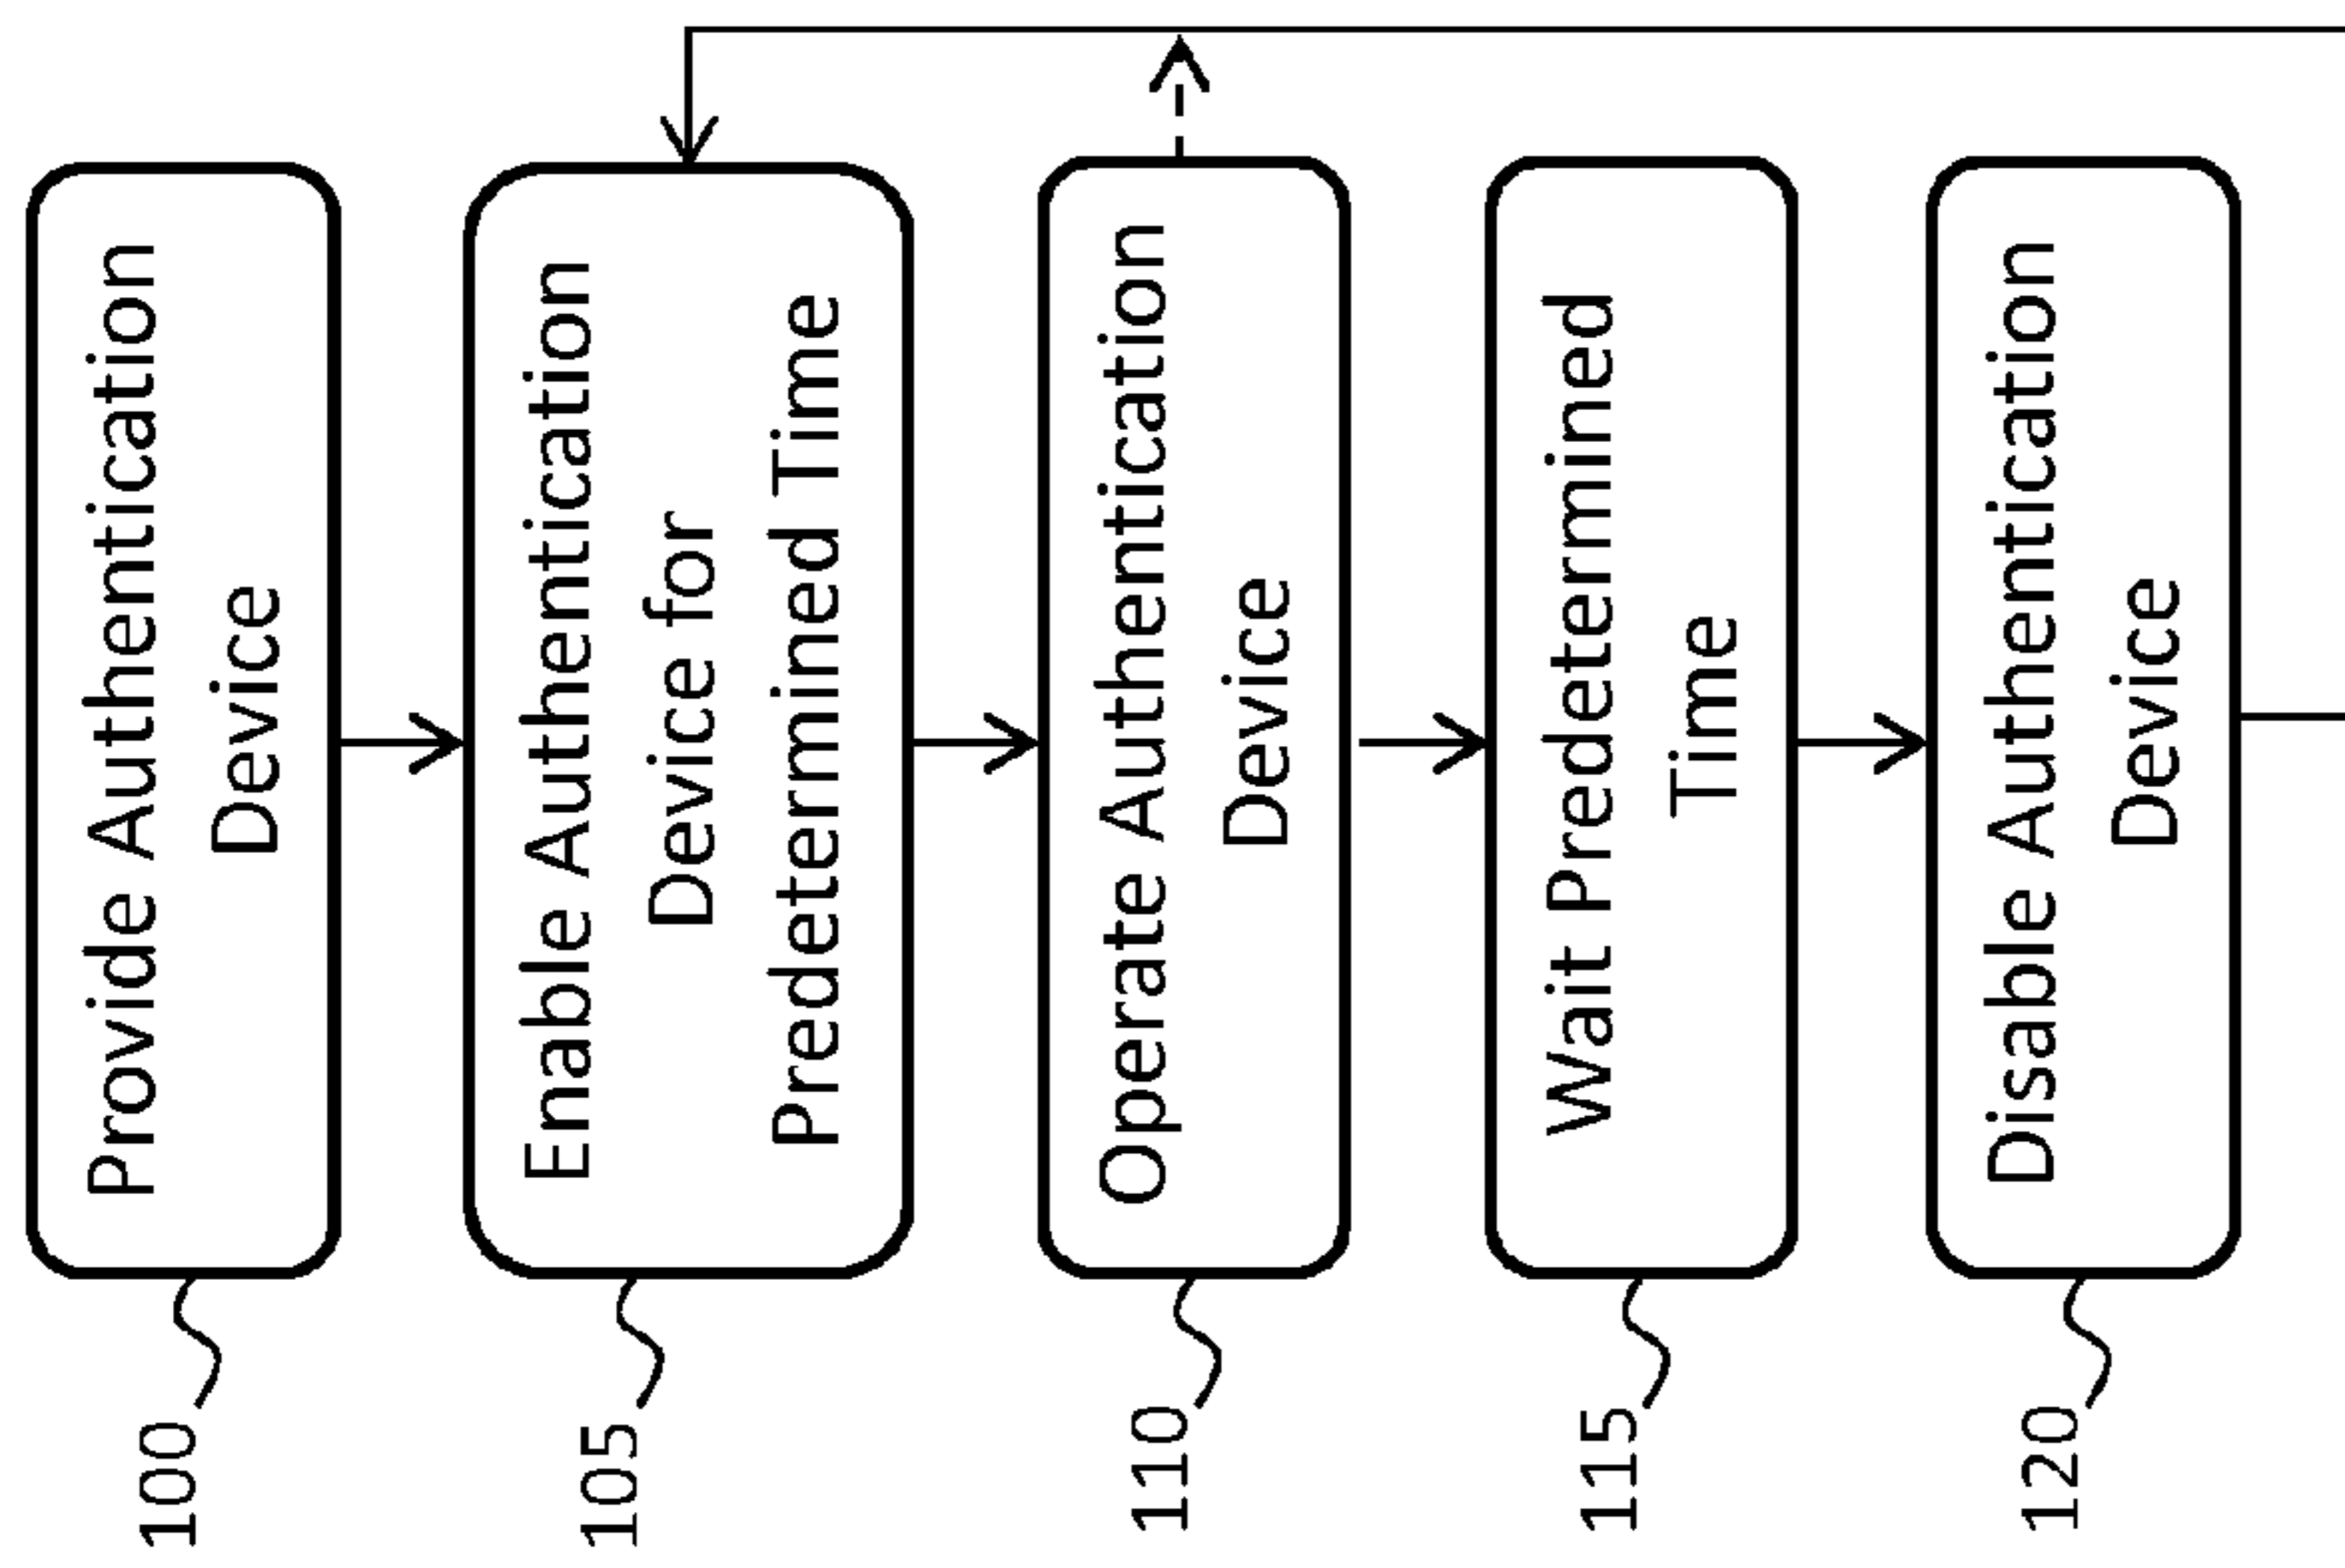 100
Provide Authentication
Device
105
Enable Authentication
Device for
Predetermined Time
110
Operate Authentication
Device
115
Wait Predetermined
Time
120
Disable Authentication
Device